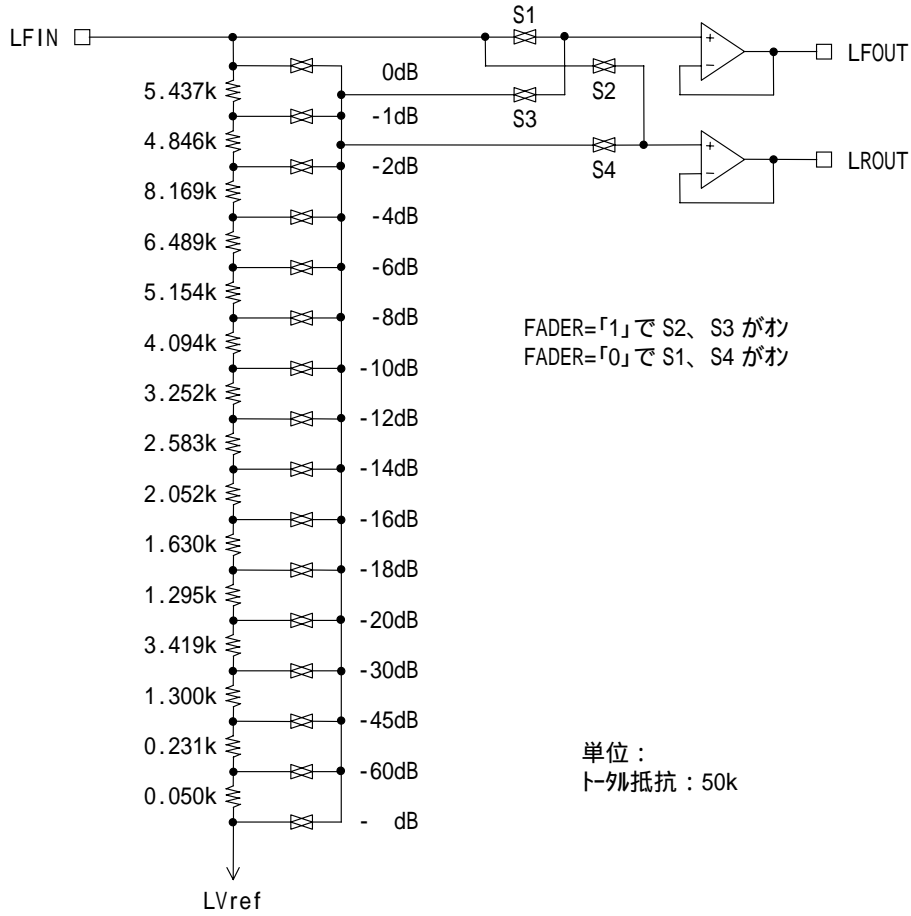 S1
LFIN
LFOUT
0dB
5.437k
S2
-1dB
S3
4.846k
-2dB
S4
LROUT
8.169k
-4dB
6.489k
-6dB
5.154k
-8dB
FADER=「1」で S2、S3 がｵﾝ
4.094k
FADER=「0」で S1、S4 がｵﾝ
-10dB
3.252k
-12dB
2.583k
-14dB
2.052k
-16dB
1.630k
-18dB
1.295k
-20dB
3.419k
-30dB
1.300k
-45dB
0.231k
単位：
-60dB
ﾄｰﾀﾙ抵抗：50k
0.050k
- dB
LVref